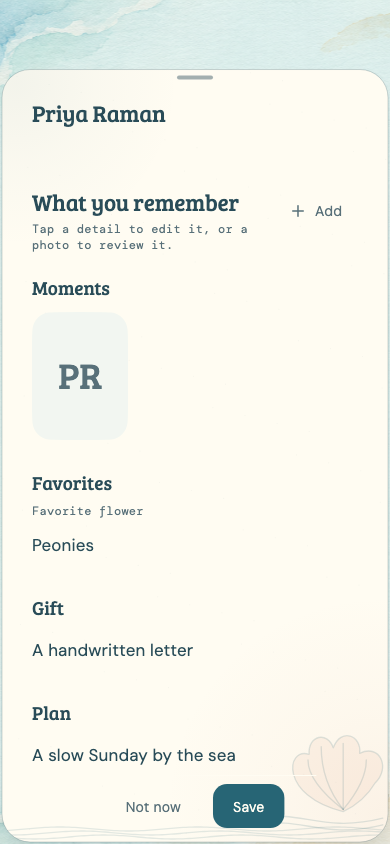 Priya Raman
What you remember
Add
Tap a detail to edit it, or a
photo to review it.
Moments
PR
Favorites
Favorite flower
Peonies
Gift
A handwritten letter
Plan
A slow Sunday by the sea
Not now
Save